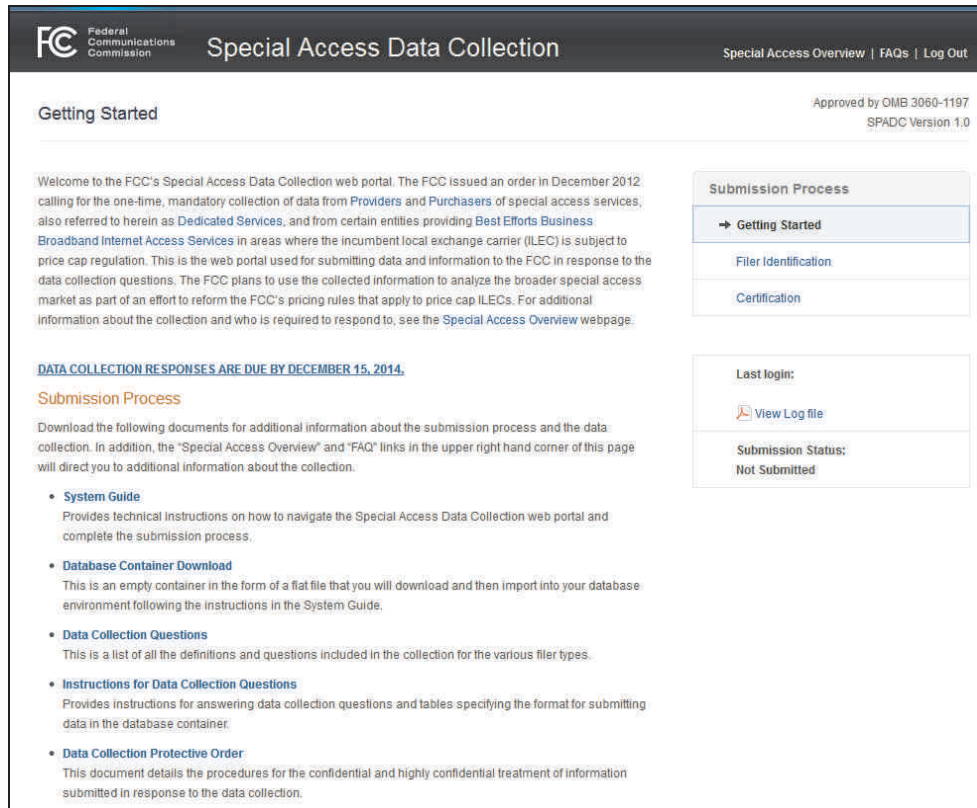 FCC Federal
Communications
Commission
Special Access Data Collection
Special Access Overview | FAQs | Log Out
Getting Started
Approved by OMB 3060-1197
SPADC Version 1.0
Welcome to the FCC's Special Access Data Collection web portal. The FCC issued an order in December 2012
calling for the one-time, mandatory collection of data from Providers and Purchasers of special access services,
also referred to herein as Dedicated Services, and from certain entities providing Best Efforts Business
Broadband Internet Access Services in areas where the incumbent local exchange carrier (ILEC) is subject to
price cap regulation. This is the web portal used for submitting data and information to the FCC in response to the
data collection questions. The FCC plans to use the collected information to analyze the broader special access
market as part of an effort to reform the FCC's pricing rules that apply to price cap ILECs. For additional
information about the collection and who is required to respond to, see the Special Access Overview webpage.
DATA COLLECTION RESPONSES ARE DUE BY DECEMBER 15, 2014.
Submission Process
Download the following documents for additional information about the submission process and the data
collection. In addition, the "Special Access Overview" and "FAQ" links in the upper right hand corner of this page
will direct you to additional information about the collection.
• System Guide
Provides technical instructions on how to navigate the Special Access Data Collection web portal and
complete the submission process.
• Database Container Download
This is an empty container in the form of a flat file that you will download and then import into your database
environment following the instructions in the System Guide.
• Data Collection Questions
This is a list of all the definitions and questions included in the collection for the various filer types.
• Instructions for Data Collection Questions
Provides instructions for answering data collection questions and tables specifying the format for submitting
data in the database container.
• Data Collection Protective Order
This document details the procedures for the confidential and highly confidential treatment of information
submitted in response to the data collection.
Submission Process
➔ Getting Started
Filer Identification
Certification
Last login:
View Log file
Submission Status:
Not Submitted